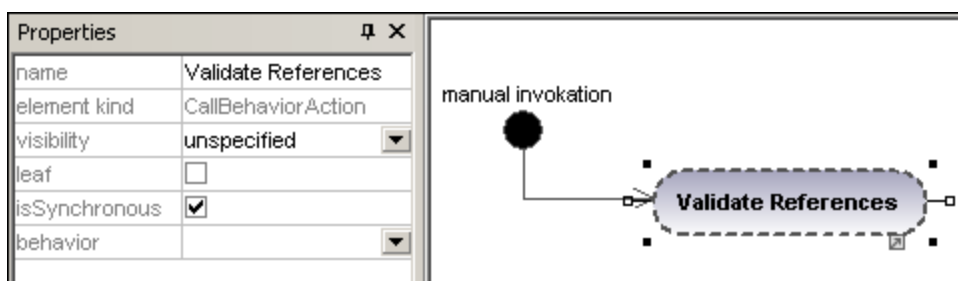 Properties
name Validate References
element kind CallBehaviorAction
visibility unspecified
leaf
isSynchronous
behavior
manual invokation
Validate References